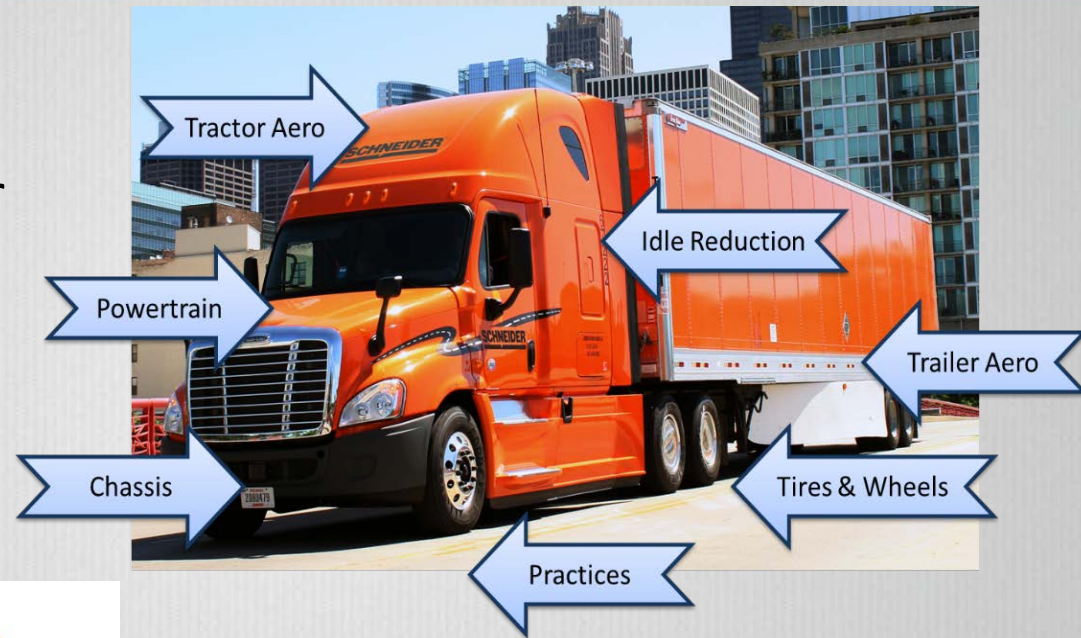 Tractor Aero
SCHNEIDER
Idle Reduction
Powertrain
SCHNEIDER
Trailer Aero
Chassis
Tires & Wheels
Practices